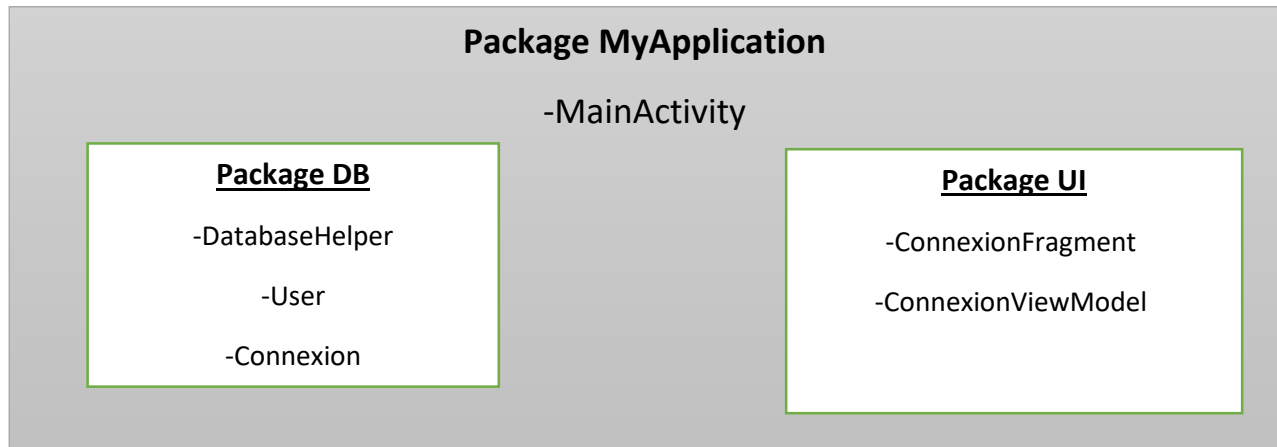 Package MyApplication
-MainActivity
Package DB
-DatabaseHelper
-User
-Connexion
Package UI
-ConnexionFragment
-ConnexionViewModel